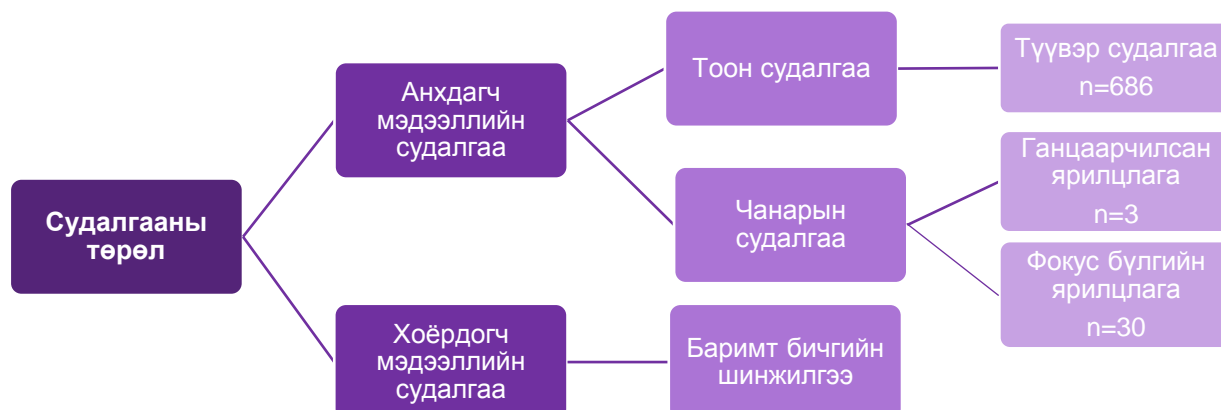 Судалгааны
төрөл
Анхдагч
мэдээллийн
судалгаа
Хоёрдогч
мэдээллийн
судалгаа
Тоон судалгаа
Чанарын
судалгаа
Баримт бичгийн
шинжилгээ
Түүвэр судалгаа
n=686
Ганцаарчилсан
ярилцлага
n=3
Фокус бүлгийн
ярилцлага
n=30